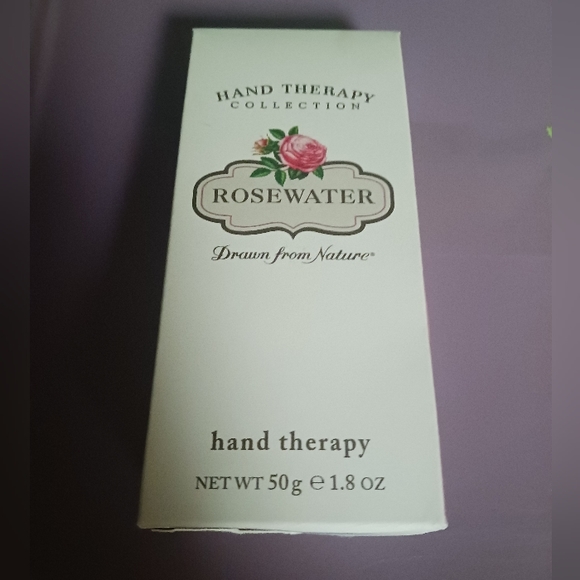 HAND THERAPY
COLLECTION
ROSEWATER
Drawn from Nature®
hand therapy
NET WT 50g ℮ 1.8 OZ